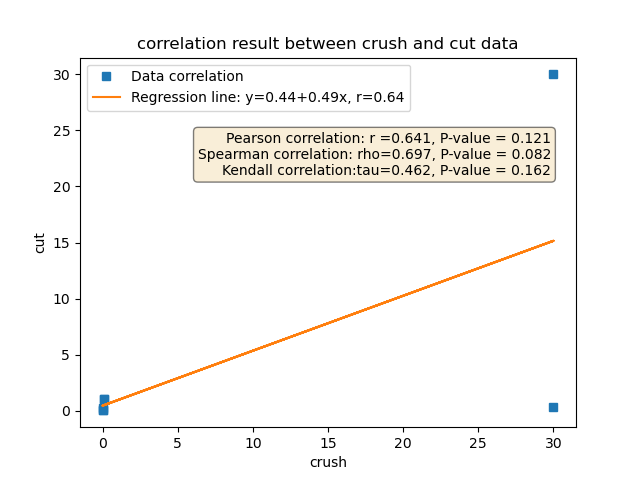 correlation result between crush and cut data
Data correlation
Regression line: y=0.44+0.49x, r=0.64
Pearson correlation: r =0.641, P-value = 0.121
Spearman correlation: rho=0.697, P-value = 0.082
Kendall correlation:tau=0.462, P-value = 0.162
30
25
20
15
10
5
0
cut
0 5 10 15 20 25 30
crush